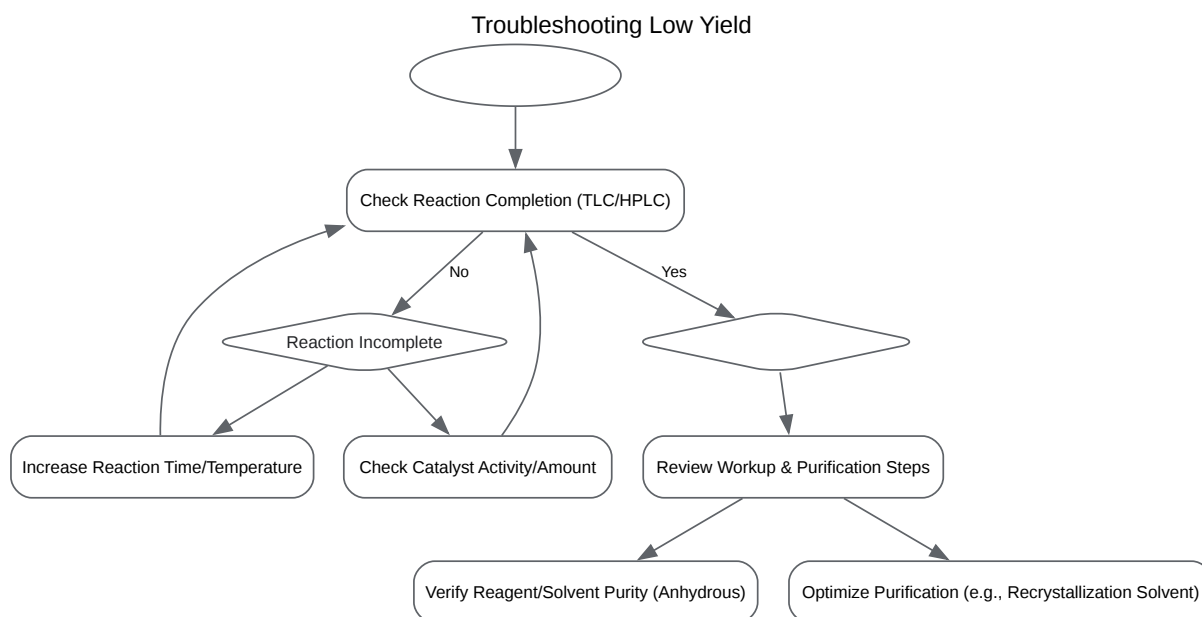 Troubleshooting Low Yield
Check Reaction Completion (TLC/HPLC)
No
Yes
Reaction Incomplete
Increase Reaction Time/Temperature
Check Catalyst Activity/Amount
Review Workup & Purification Steps
Verify Reagent/Solvent Purity (Anhydrous)
Optimize Purification (e.g., Recrystallization Solvent)